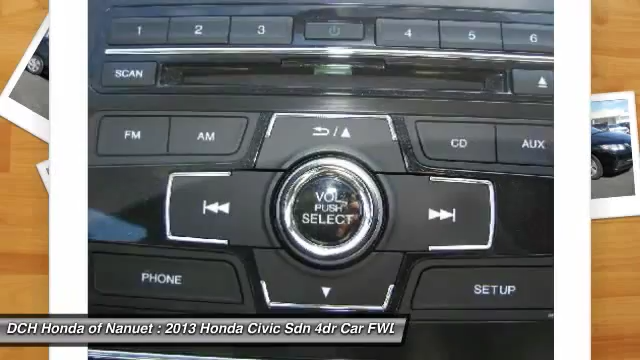 1 2 3 4 5 6
SCAN
FM AM CD AUX
VOL
PUSH
SELECT
PHONE SETUP
DCH Honda of Nanuet : 2013 Honda Civic Sdn 4dr Car FWL